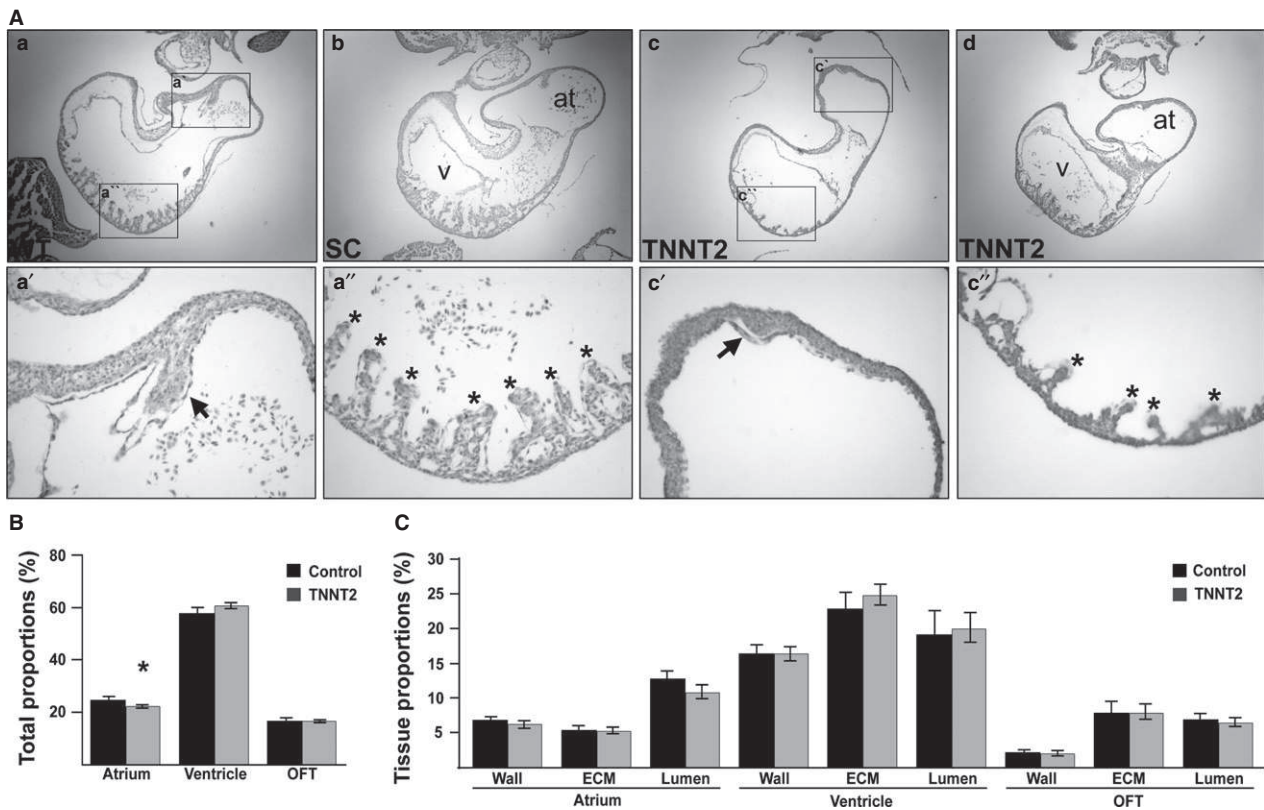 A
a
a`
a``
WT
b
at
v
SC
c
c`
c``
TNNT2
d
at
v
TNNT2
a′
*
a″
* * * * * * *
c′
c″
* * * *
B
Total proportions (%)
80
60
40
20
Control
TNNT2
*
Atrium Ventricle OFT
C
Tissue proportions (%)
30
25
20
15
10
5
Control
TNNT2
Wall ECM Lumen Wall ECM Lumen Wall ECM Lumen
Atrium Ventricle OFT